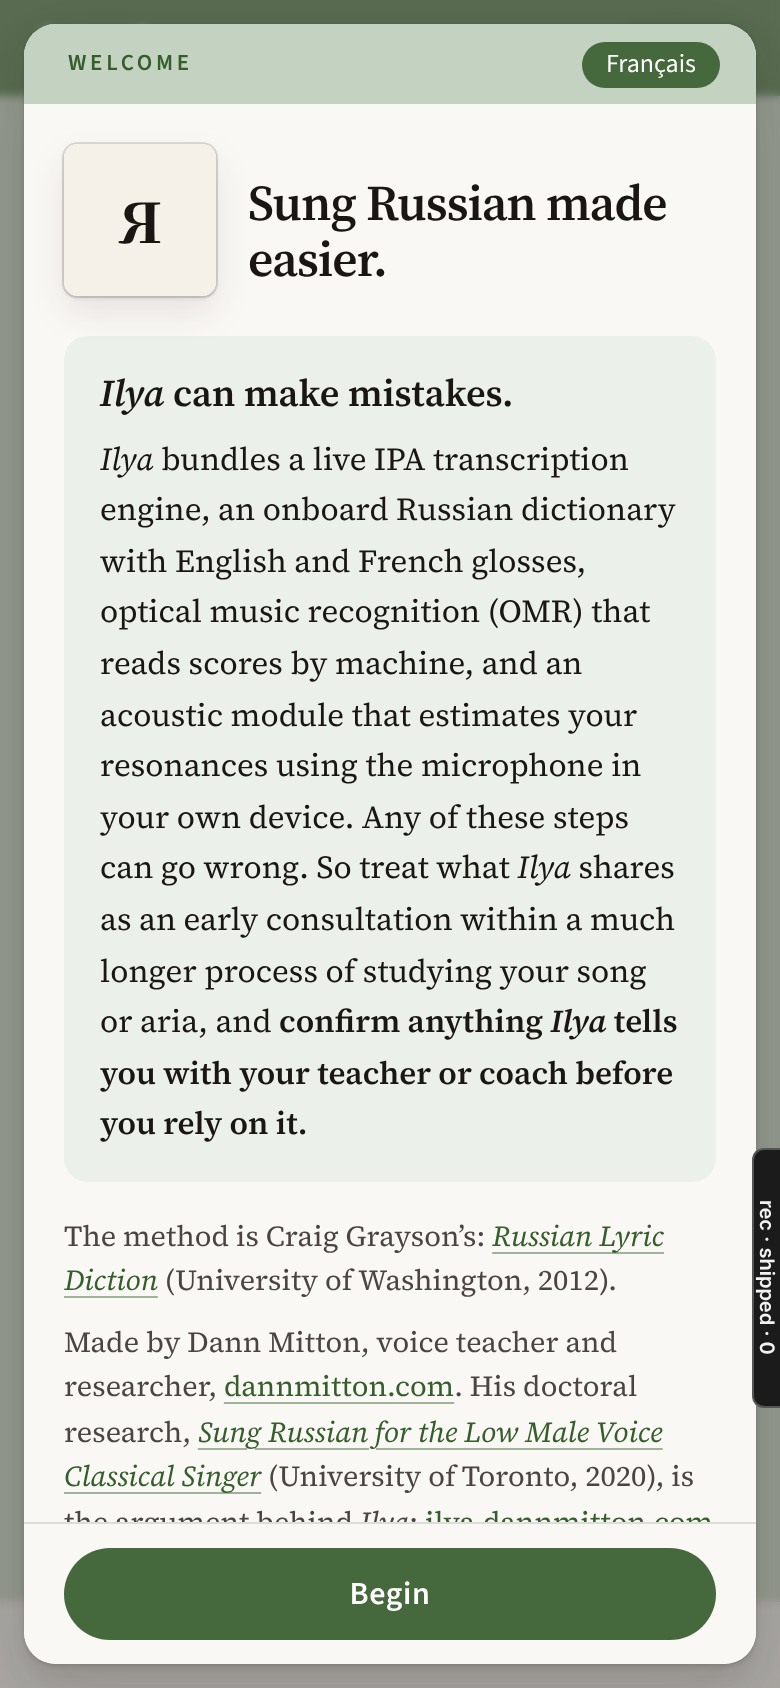 WELCOME
Français
Я
Sung Russian made
easier.
Ilya can make mistakes.
Ilya bundles a live IPA transcription
engine, an onboard Russian dictionary
with English and French glosses,
optical music recognition (OMR) that
reads scores by machine, and an
acoustic module that estimates your
resonances using the microphone in
your own device. Any of these steps
can go wrong. So treat what Ilya shares
as an early consultation within a much
longer process of studying your song
or aria, and confirm anything Ilya tells
you with your teacher or coach before
you rely on it.
The method is Craig Grayson’s: Russian Lyric
Diction (University of Washington, 2012).
Made by Dann Mitton, voice teacher and
researcher, dannmitton.com. His doctoral
research, Sung Russian for the Low Male Voice
Classical Singer (University of Toronto, 2020), is
the argument behind Ilya: ilya.dannmitton.com
rec · shipped · 0
Begin